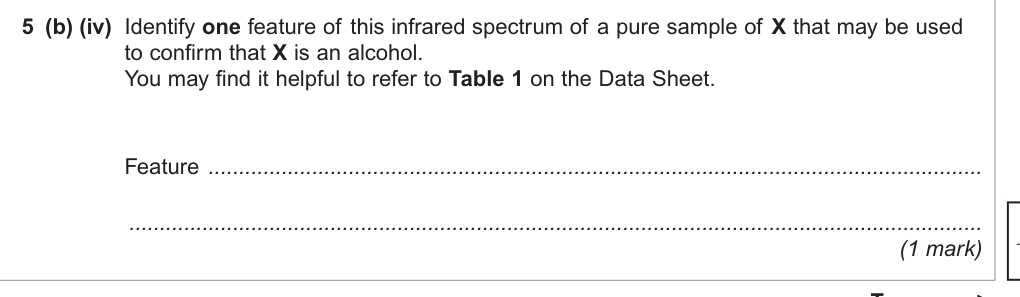 5 (b) (iv) Identify one feature of this infrared spectrum of a pure sample of X that may be used
to confirm that X is an alcohol.
You may find it helpful to refer to Table 1 on the Data Sheet.
Feature ................................................................
................................................................
(1 mark)